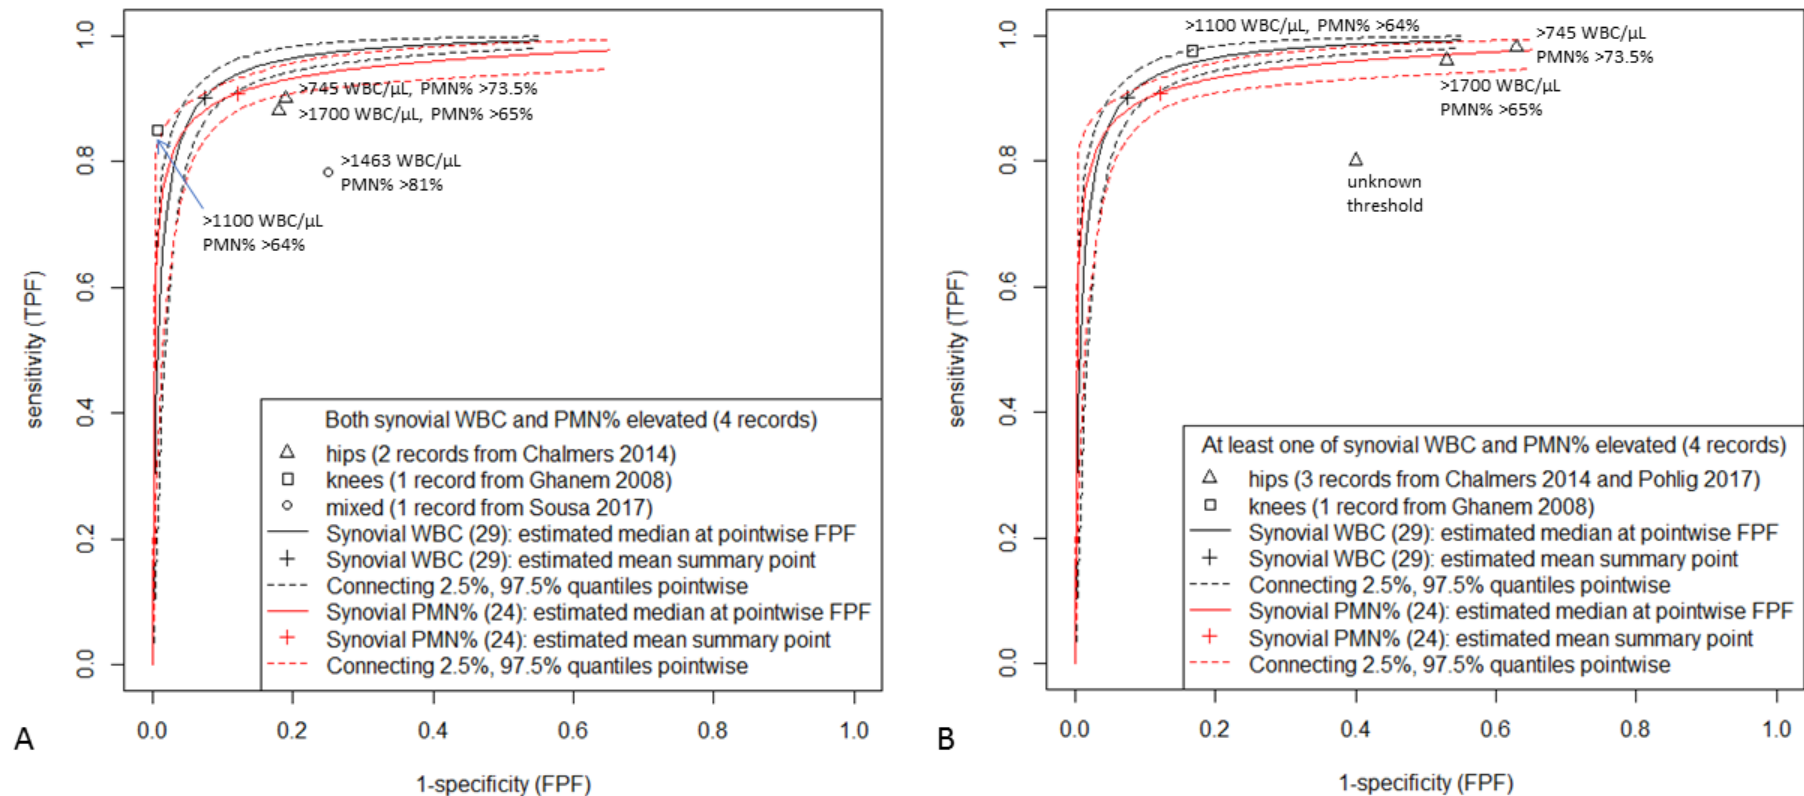 1.0
0.8
0.6
0.4
0.2
0.0
sensitivity (TPF)
>745 WBC/µL, PMN% >73.5%
>1700 WBC/µL, PMN% >65%
>1463 WBC/µL
PMN% >81%
>1100 WBC/µL
PMN% >64%
Both synovial WBC and PMN% elevated (4 records)
hips (2 records from Chalmers 2014)
knees (1 record from Ghanem 2008)
mixed (1 record from Sousa 2017)
Synovial WBC (29): estimated median at pointwise FPF
Synovial WBC (29): estimated mean summary point
Connecting 2.5%, 97.5% quantiles pointwise
Synovial PMN% (24): estimated median at pointwise FPF
Synovial PMN% (24): estimated mean summary point
Connecting 2.5%, 97.5% quantiles pointwise
0.0 0.2 0.4 0.6 0.8 1.0
1-specificity (FPF)
A
1.0
0.8
0.6
0.4
0.2
0.0
sensitivity (TPF)
>1100 WBC/µL, PMN% >64%
>745 WBC/µL
PMN% >73.5%
>1700 WBC/µL
PMN% >65%
unknown
threshold
At least one of synovial WBC and PMN% elevated (4 records)
hips (3 records from Chalmers 2014 and Pohlig 2017)
knees (1 record from Ghanem 2008)
Synovial WBC (29): estimated median at pointwise FPF
Synovial WBC (29): estimated mean summary point
Connecting 2.5%, 97.5% quantiles pointwise
Synovial PMN% (24): estimated median at pointwise FPF
Synovial PMN% (24): estimated mean summary point
Connecting 2.5%, 97.5% quantiles pointwise
0.0 0.2 0.4 0.6 0.8 1.0
1-specificity (FPF)
B